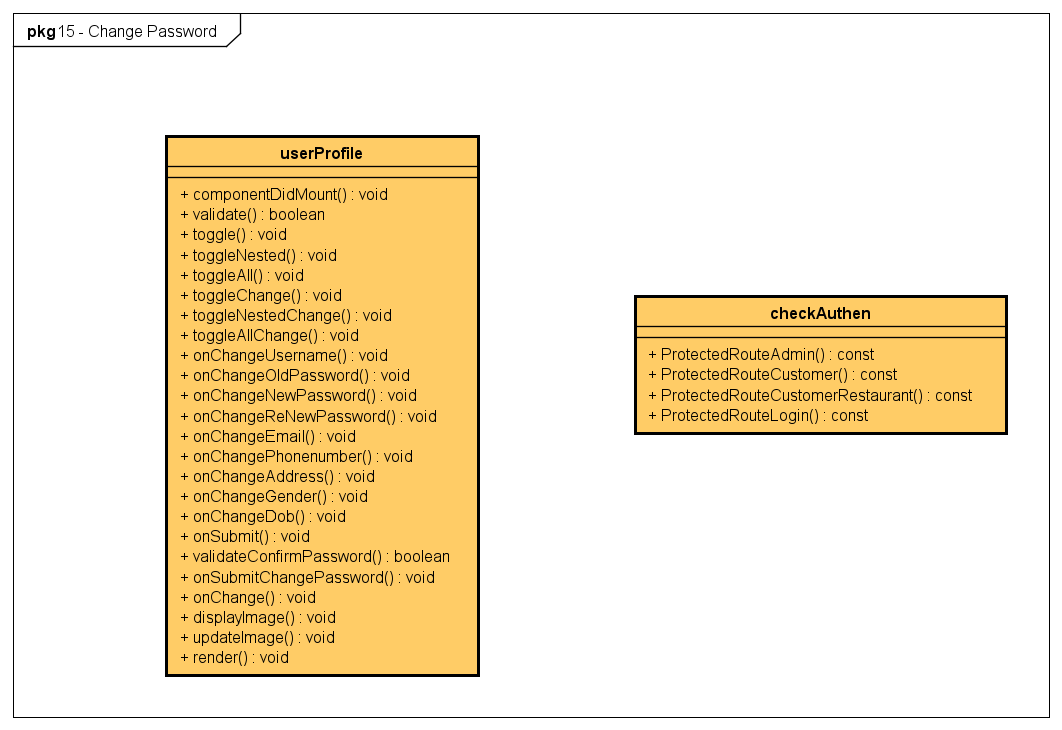 pkg 15 - Change Password
userProfile
+ componentDidMount() : void
+ validate() : boolean
+ toggle() : void
+ toggleNested() : void
+ toggleAll() : void
+ toggleChange() : void
+ toggleNestedChange() : void
+ toggleAllChange() : void
+ onChangeUsername() : void
+ onChangeOldPassword() : void
+ onChangeNewPassword() : void
+ onChangeReNewPassword() : void
+ onChangeEmail() : void
+ onChangePhonenumber() : void
+ onChangeAddress() : void
+ onChangeGender() : void
+ onChangeDob() : void
+ onSubmit() : void
+ validateConfirmPassword() : boolean
+ onSubmitChangePassword() : void
+ onChange() : void
+ displayImage() : void
+ updateImage() : void
+ render() : void
checkAuthen
+ ProtectedRouteAdmin() : const
+ ProtectedRouteCustomer() : const
+ ProtectedRouteCustomerRestaurant() : const
+ ProtectedRouteLogin() : const